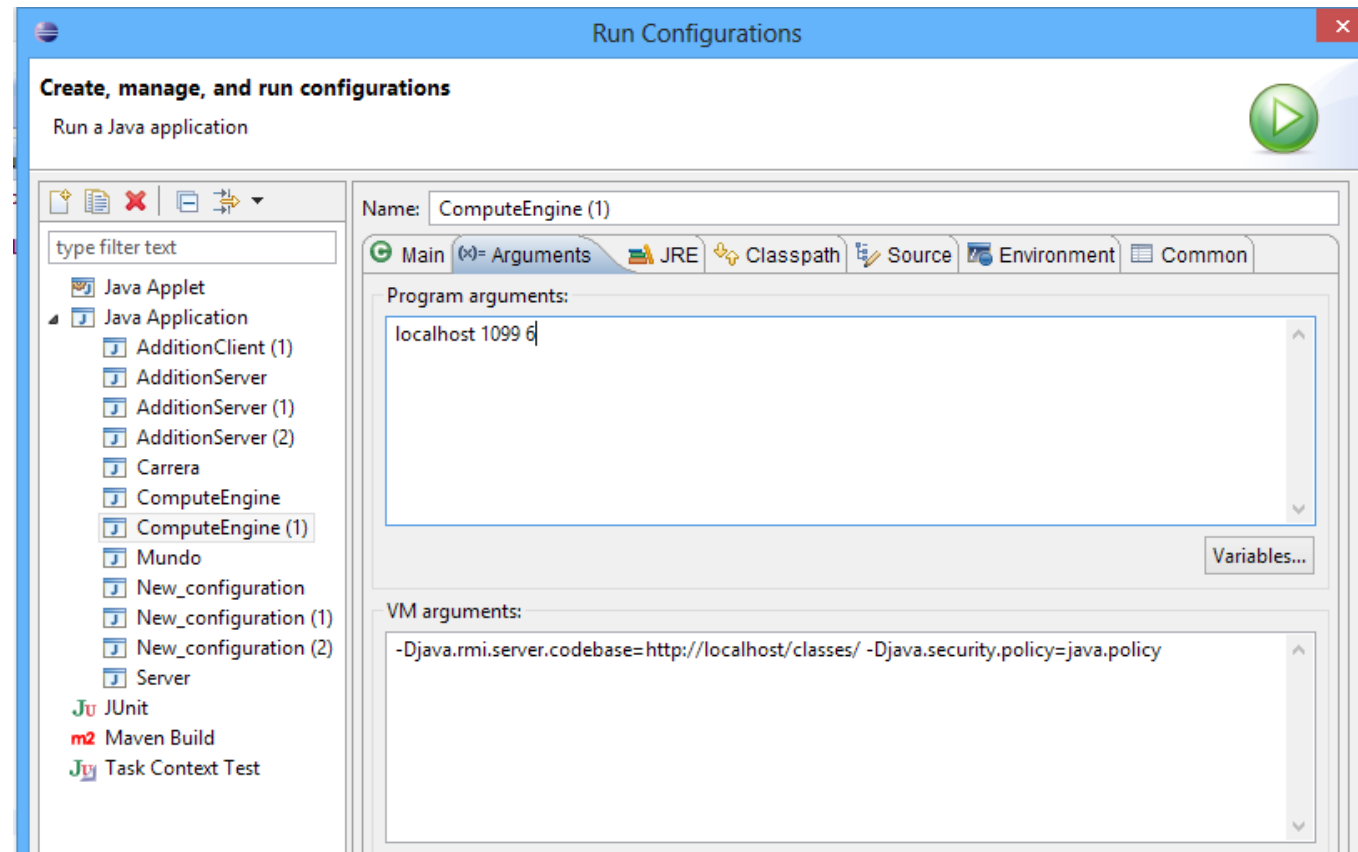 Run Configurations
Create, manage, and run configurations
Run a Java application
type filter text
Java Applet
Java Application
AdditionClient (1)
AdditionServer
AdditionServer (1)
AdditionServer (2)
Carrera
ComputeEngine
ComputeEngine (1)
Mundo
New_configuration
New_configuration (1)
New_configuration (2)
Server
JU JUnit
m2 Maven Build
JU Task Context Test
Name: ComputeEngine (1)
Main (x)= Arguments JRE Classpath Source Environment Common
Program arguments:
localhost 1099 6
Variables...
VM arguments:
-Djava.rmi.server.codebase=http://localhost/classes/ -Djava.security.policy=java.policy